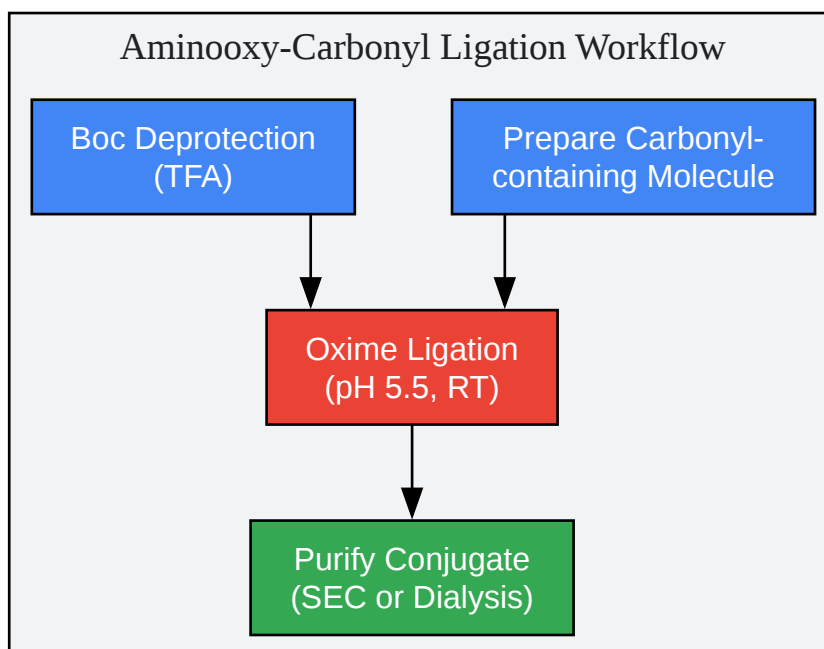 Aminooxy-Carbonyl Ligation Workflow
Boc Deprotection
(TFA)
Prepare Carbonyl-
containing Molecule
Oxime Ligation
(pH 5.5, RT)
Purify Conjugate
(SEC or Dialysis)